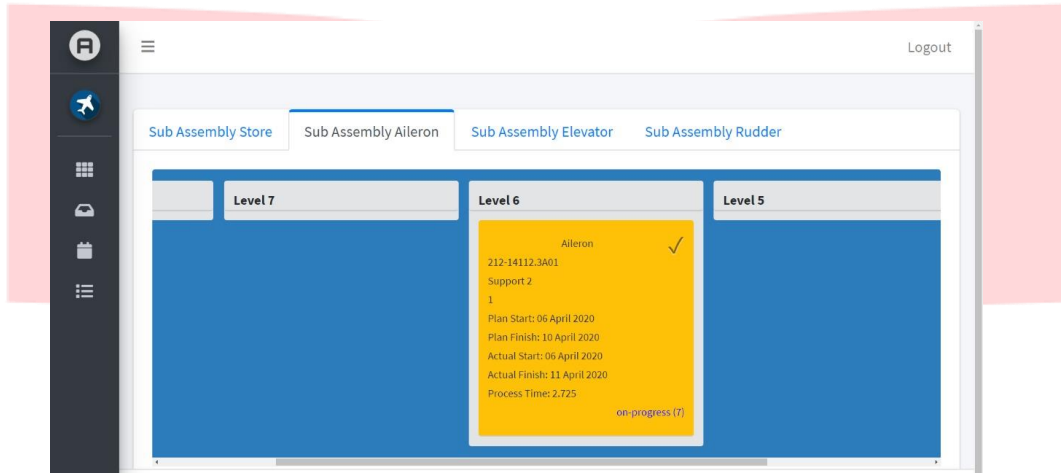 Logout
Sub Assembly Store Sub Assembly Aileron Sub Assembly Elevator Sub Assembly Rudder
Level 7 Level 6 Level 5
Aileron
212-14112.3A01
Support 2
1
Plan Start: 06 April 2020
Plan Finish: 10 April 2020
Actual Start: 06 April 2020
Actual Finish: 11 April 2020
Process Time: 2.725
on-progress (7)